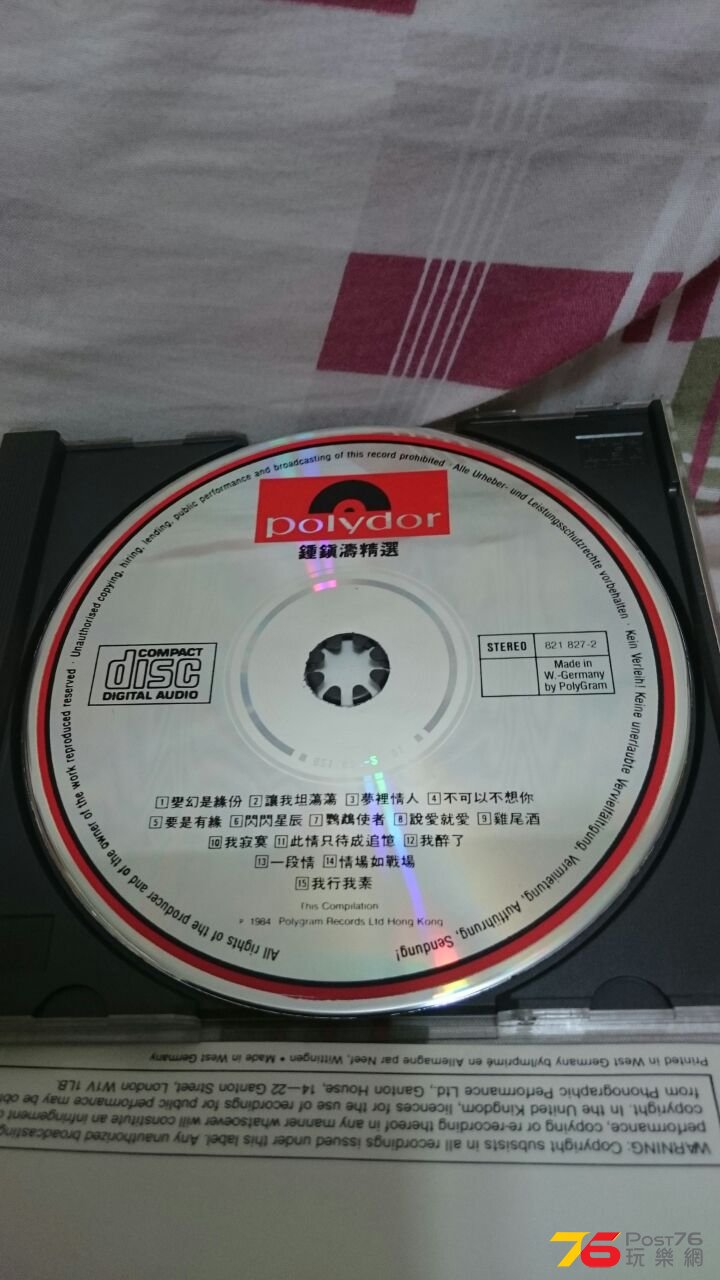 Unauthorised copying, hiring, lending, public performance and broadcasting of this record prohibited · Alle Urheber- und Leistungsschutzrechte vorbehalten · Kein Verleih! Keine unerlaubte Vervielfältigung, Vermietung, Aufführung, Sendung!
All rights of the producer and of the owner of the work reproduced reserved ·
polydor
鍾鎮濤精選
COMPACT
disc
DIGITAL AUDIO
STEREO
821 827-2
Made in
W.-Germany
by PolyGram
1 變幻是緣份 2 讓我坦蕩蕩 3 夢裡情人 4 不可以不想你
5 要是有緣 6 閃閃星辰 7 鸚鵡使者 8 說愛就愛 9 雞尾酒
10 我寂寞 11 此情只待成追憶 12 我醉了
13 一段情 14 情場如戰場
15 我行我素
This Compilation
℗ 1984 Polygram Records Ltd Hong Kong
WARNING: Copyright subsists in all recordings issued under this label. Any unauthorized broadcasting
performance, copying or re-recording thereof in any manner whatsoever will constitute an infringement
copyright. In the United Kingdom, licences for the use of recordings for public performance may be
from Phonographic Performance Ltd., Ganton House, 14—22 Ganton Street, London W1V 1LB.
Printed in West Germany by/Imprimé en Allemagne par Neef, Wittingen • Made in West Germany
76 POST76
玩樂網